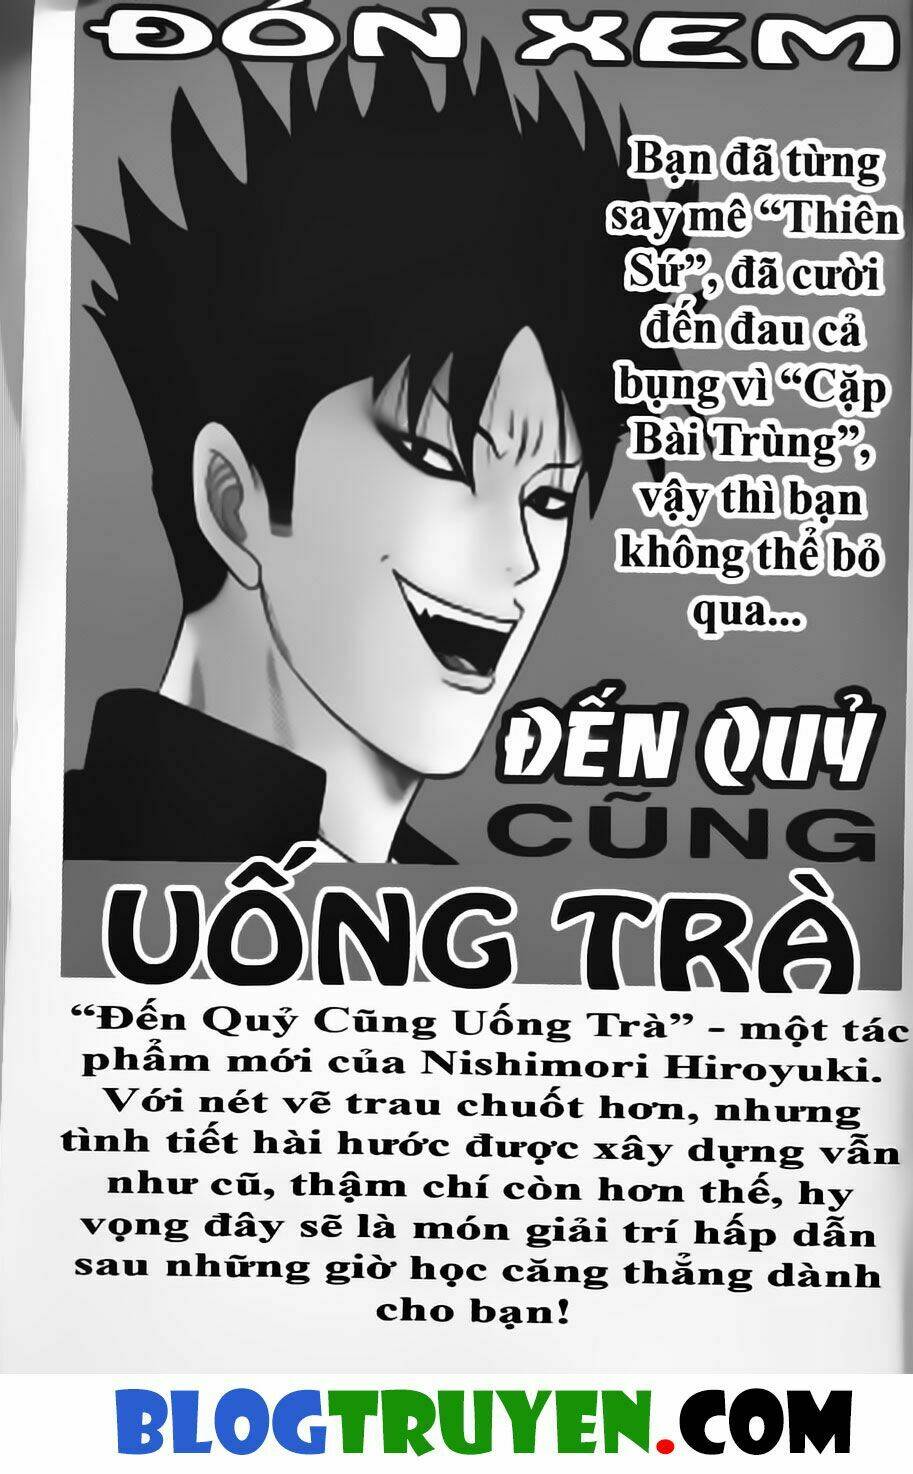 ĐÓN XEM
Bạn đã từng
say mê “Thiên
Sứ”, đã cười
đến đau cả
bụng vì “Cặp
Bài Trùng”,
vậy thì bạn
không thể bỏ
qua...
ĐẾN QUỶ
CŨNG
UỐNG TRÀ
“Đến Quỷ Cũng Uống Trà” - một tác
phẩm mới của Nishimori Hiroyuki.
Với nét vẽ trau chuốt hơn, nhưng
tình tiết hài hước được xây dựng vẫn
như cũ, thậm chí còn hơn thế, hy
vọng đây sẽ là món giải trí hấp dẫn
sau những giờ học căng thẳng dành
cho bạn!
BLOGTRUYEN.COM